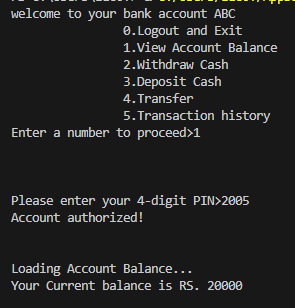 welcome to your bank account ABC
0.Logout and Exit
1.View Account Balance
2.Withdraw Cash
3.Deposit Cash
4.Transfer
5.Transaction history
Enter a number to proceed>1
Please enter your 4-digit PIN>2005
Account authorized!
Loading Account Balance...
Your Current balance is RS. 20000